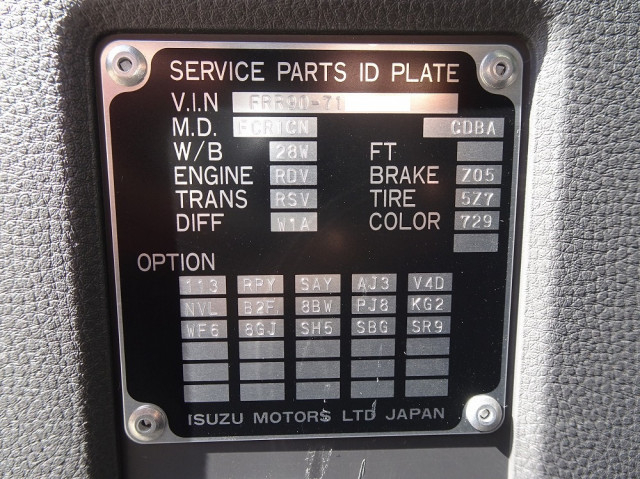 SERVICE PARTS ID PLATE
V.I.N FRR90-71
M.D. FCR1CN CDBA
W/B 28W FT
ENGINE RDV BRAKE Z05
TRANS RSV TIRE 5Z7
DIFF W1A COLOR 729
OPTION
113 RPY SAY AJ3 V4D
NVL B2F 8BW PJ8 KG2
WF6 8GJ SH5 SBG SR9
ISUZU MOTORS LTD JAPAN